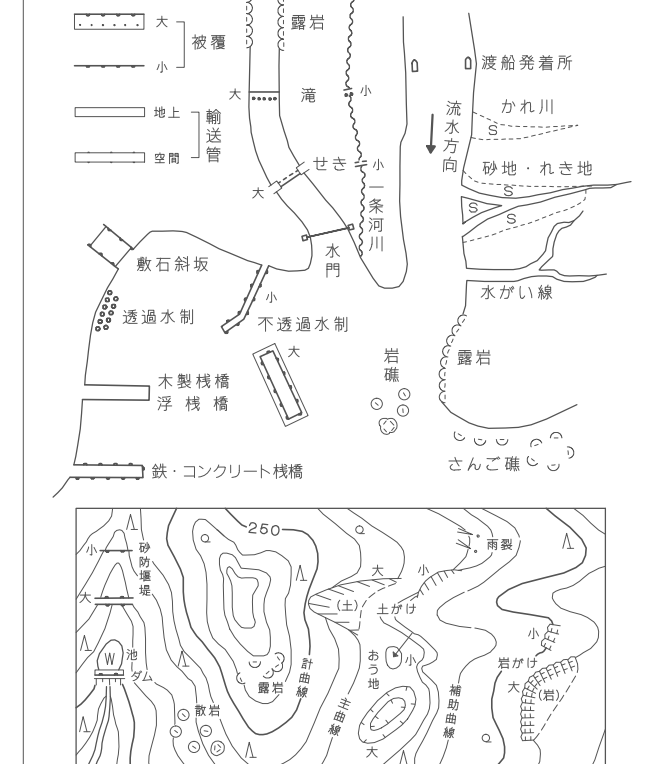 大
被覆
小
地上
輸送管
空間
露岩
大
滝
小
せき
小
大
一条河川
水門
渡船発着所
流水方向
かれ川
S
砂地・れき地
S
S
S
水がい線
敷石斜坂
透過水制
小
不透過水制
大
木製桟橋
浮桟橋
鉄・コンクリート桟橋
岩礁
露岩
さんご礁
小
砂防堰堤
大
池
W
ダム
250
計曲線
露岩
散岩
主曲線
大
小
(土)
土がけ
雨裂
おう地
小
大
補助曲線
小
岩がけ
大
(岩)